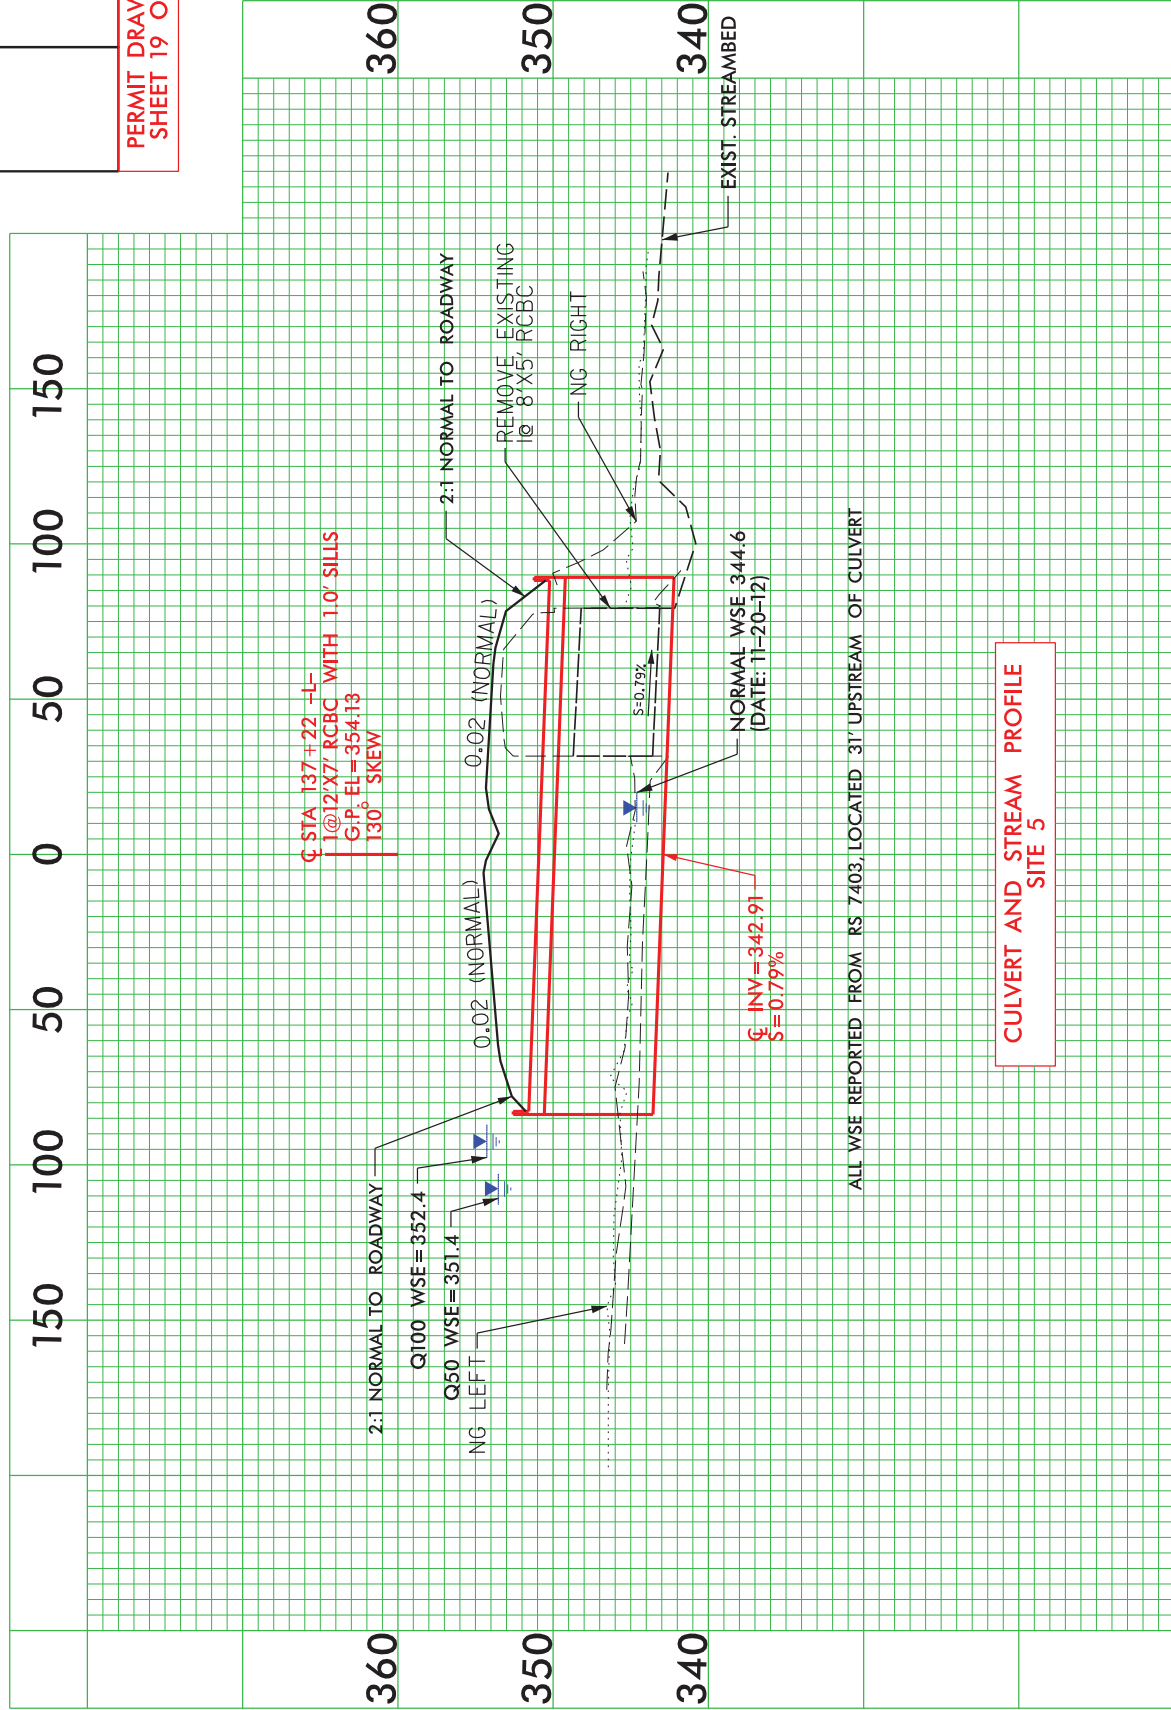 PERMIT DRAW
SHEET 19 O
150
100
50
0
50
100
150
360
350
340
360
350
340
℄ STA 137+22 -L-
1@12'X7' RCBC WITH 1.0' SILLS
G.P. EL=354.13
130° SKEW
2:1 NORMAL TO ROADWAY
Q100 WSE=352.4
Q50 WSE=351.4
NG LEFT
0.02 (NORMAL)
0.02 (NORMAL)
2:1 NORMAL TO ROADWAY
REMOVE EXISTING
1@ 8'X5' RCBC
NG RIGHT
EXIST. STREAMBED
S=0.79%
NORMAL WSE 344.6
(DATE: 11-20-12)
℄ INV=342.91
S=0.79%
ALL WSE REPORTED FROM RS 7403, LOCATED 31' UPSTREAM OF CULVERT
CULVERT AND STREAM PROFILE
SITE 5